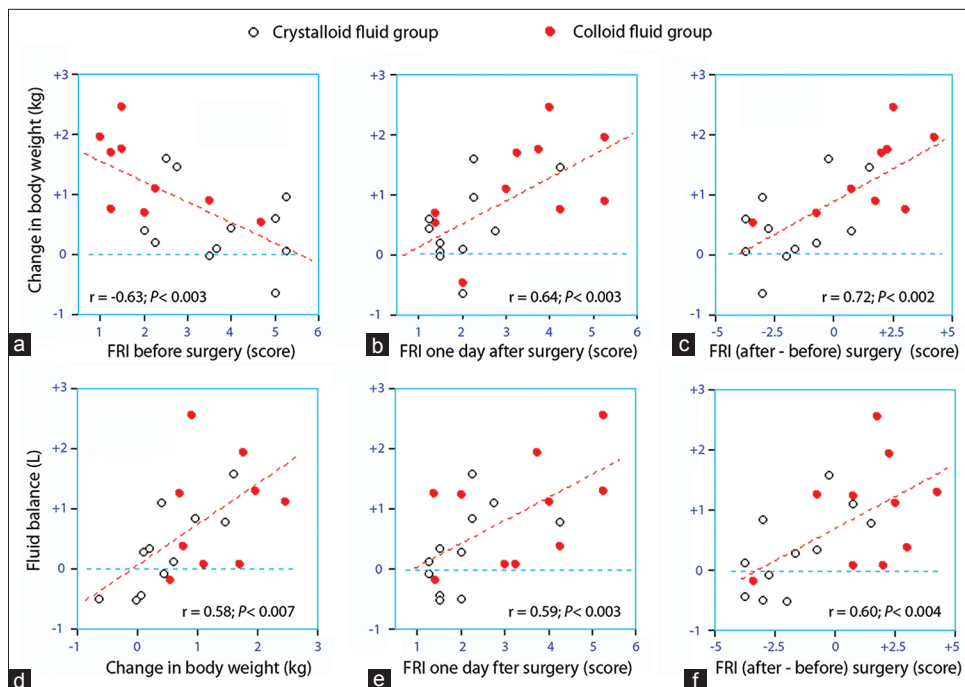 Crystalloid fluid group Colloid fluid group
Change in body weight (kg)
+3
+2
+1
0
-1
r = -0.63; P< 0.003
1 2 3 4 5 6
a
FRI before surgery (score)
+3
+2
+1
0
-1
r = 0.64; P< 0.003
1 2 3 4 5 6
b
FRI one day after surgery (score)
+3
+2
+1
0
-1
r = 0.72; P< 0.002
-5 -2.5 0 +2.5 +5
c
FRI (after - before) surgery (score)
Fluid balance (L)
+3
+2
+1
0
-1
r = 0.58; P< 0.007
-1 0 1 2 3
d
Change in body weight (kg)
+3
+2
+1
0
-1
r = 0.59; P< 0.003
1 2 3 4 5 6
e
FRI one day fter surgery (score)
+3
+2
+1
0
-1
r = 0.60; P< 0.004
-5 -2.5 0 +2.5 +5
f
FRI (after - before) surgery (score)